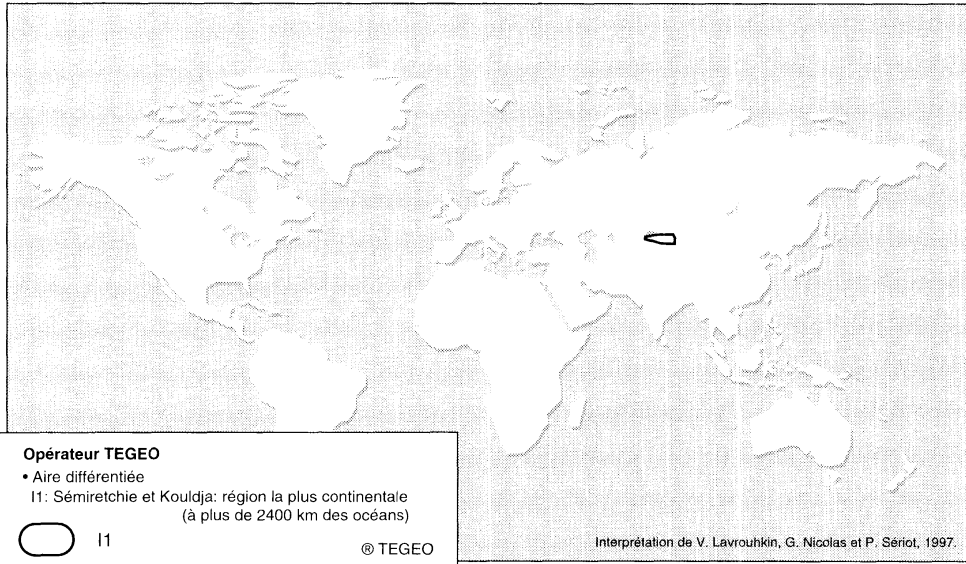 Opérateur TEGEO
• Aire différentiée
I1: Sémiretchie et Kouldja: région la plus continentale
(à plus de 2400 km des océans)
I1
® TEGEO
Interprétation de V. Lavrouhkin, G. Nicolas et P. Sériot, 1997.